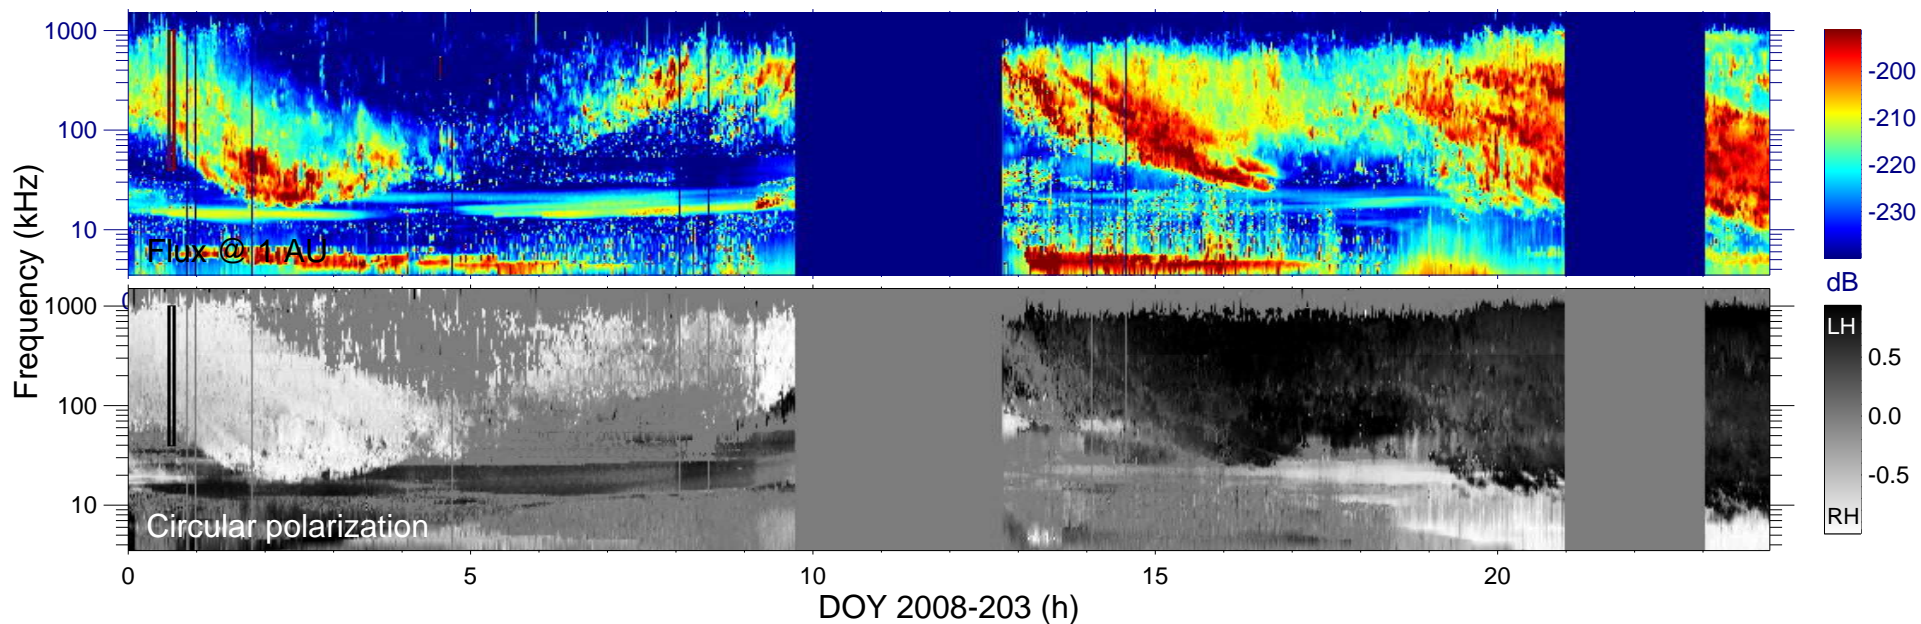 1000
100
10
Flux @ 1 AU
-200
-210
-220
-230
dB
0
Frequency (kHz)
1000
100
10
Circular polarization
LH
0.5
0.0
-0.5
RH
0 5 10 15 20
DOY 2008-203 (h)